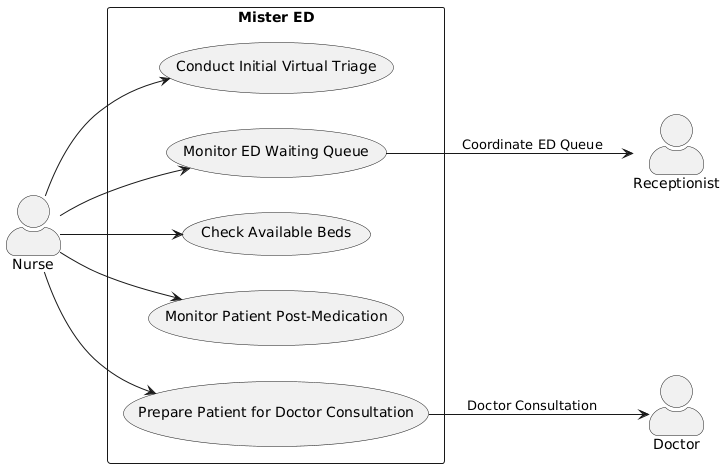 Mister ED
Conduct Initial Virtual Triage
Monitor ED Waiting Queue
Coordinate ED Queue
Receptionist
Check Available Beds
Nurse
Monitor Patient Post-Medication
Prepare Patient for Doctor Consultation
Doctor Consultation
Doctor